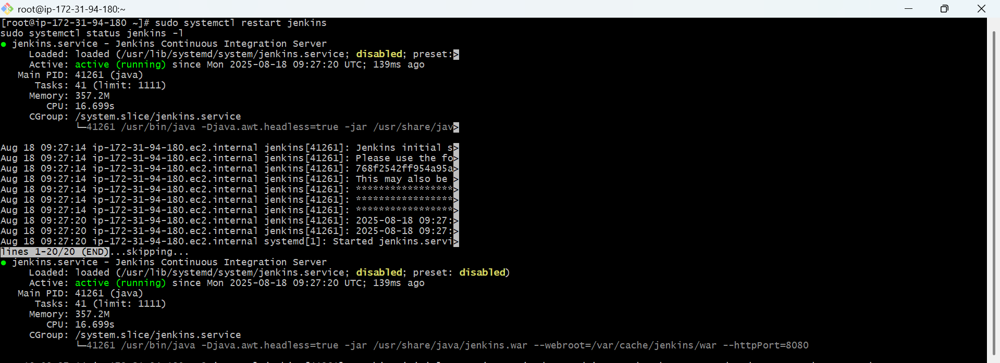 root@ip-172-31-94-180:~
[root@ip-172-31-94-180 ~]# sudo systemctl restart jenkins
sudo systemctl status jenkins -l
● jenkins.service - Jenkins Continuous Integration Server
Loaded: loaded (/usr/lib/systemd/system/jenkins.service; disabled; preset:>
Active: active (running) since Mon 2025-08-18 09:27:20 UTC; 139ms ago
Main PID: 41261 (java)
Tasks: 41 (limit: 1111)
Memory: 357.2M
CPU: 16.699s
CGroup: /system.slice/jenkins.service
└─41261 /usr/bin/java -Djava.awt.headless=true -jar /usr/share/jav>
Aug 18 09:27:14 ip-172-31-94-180.ec2.internal jenkins[41261]: Jenkins initial s>
Aug 18 09:27:14 ip-172-31-94-180.ec2.internal jenkins[41261]: Please use the fo>
Aug 18 09:27:14 ip-172-31-94-180.ec2.internal jenkins[41261]: 768f2542ff954a95a>
Aug 18 09:27:14 ip-172-31-94-180.ec2.internal jenkins[41261]: This may also be >
Aug 18 09:27:14 ip-172-31-94-180.ec2.internal jenkins[41261]: *****************>
Aug 18 09:27:14 ip-172-31-94-180.ec2.internal jenkins[41261]: *****************>
Aug 18 09:27:14 ip-172-31-94-180.ec2.internal jenkins[41261]: *****************>
Aug 18 09:27:20 ip-172-31-94-180.ec2.internal jenkins[41261]: 2025-08-18 09:27:>
Aug 18 09:27:20 ip-172-31-94-180.ec2.internal jenkins[41261]: 2025-08-18 09:27:>
Aug 18 09:27:20 ip-172-31-94-180.ec2.internal systemd[1]: Started jenkins.servi>
lines 1-20/20 (END)...skipping...
● jenkins.service - Jenkins Continuous Integration Server
Loaded: loaded (/usr/lib/systemd/system/jenkins.service; disabled; preset: disabled)
Active: active (running) since Mon 2025-08-18 09:27:20 UTC; 139ms ago
Main PID: 41261 (java)
Tasks: 41 (limit: 1111)
Memory: 357.2M
CPU: 16.699s
CGroup: /system.slice/jenkins.service
└─41261 /usr/bin/java -Djava.awt.headless=true -jar /usr/share/java/jenkins.war --webroot=/var/cache/jenkins/war --httpPort=8080